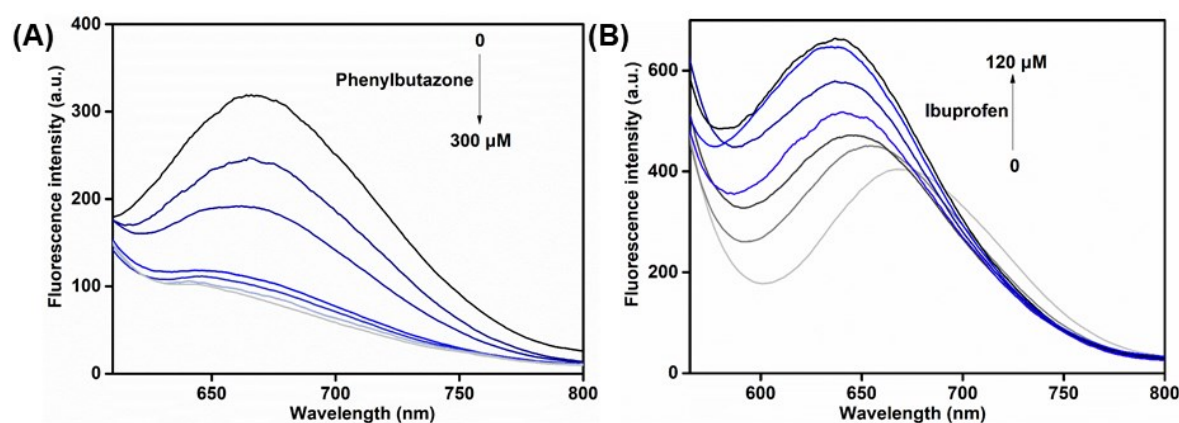 (A)
400
300
200
100
0
Fluorescence intensity (a.u.)
0
Phenylbutazone
300 µM
650
700
750
800
Wavelength (nm)
(B)
600
400
200
0
Fluorescence intensity (a.u.)
120 µM
Ibuprofen
0
600
650
700
750
800
Wavelength (nm)